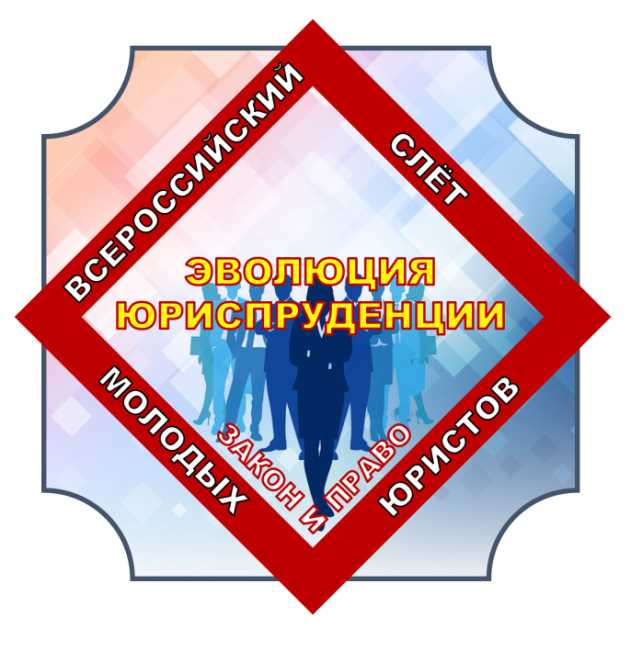 ВСЕРОССИЙСКИЙ
СЛЁТ
МОЛОДЫХ
ЮРИСТОВ
ЭВОЛЮЦИЯ
ЮРИСПРУДЕНЦИИ
ЗАКОН И ПРАВО